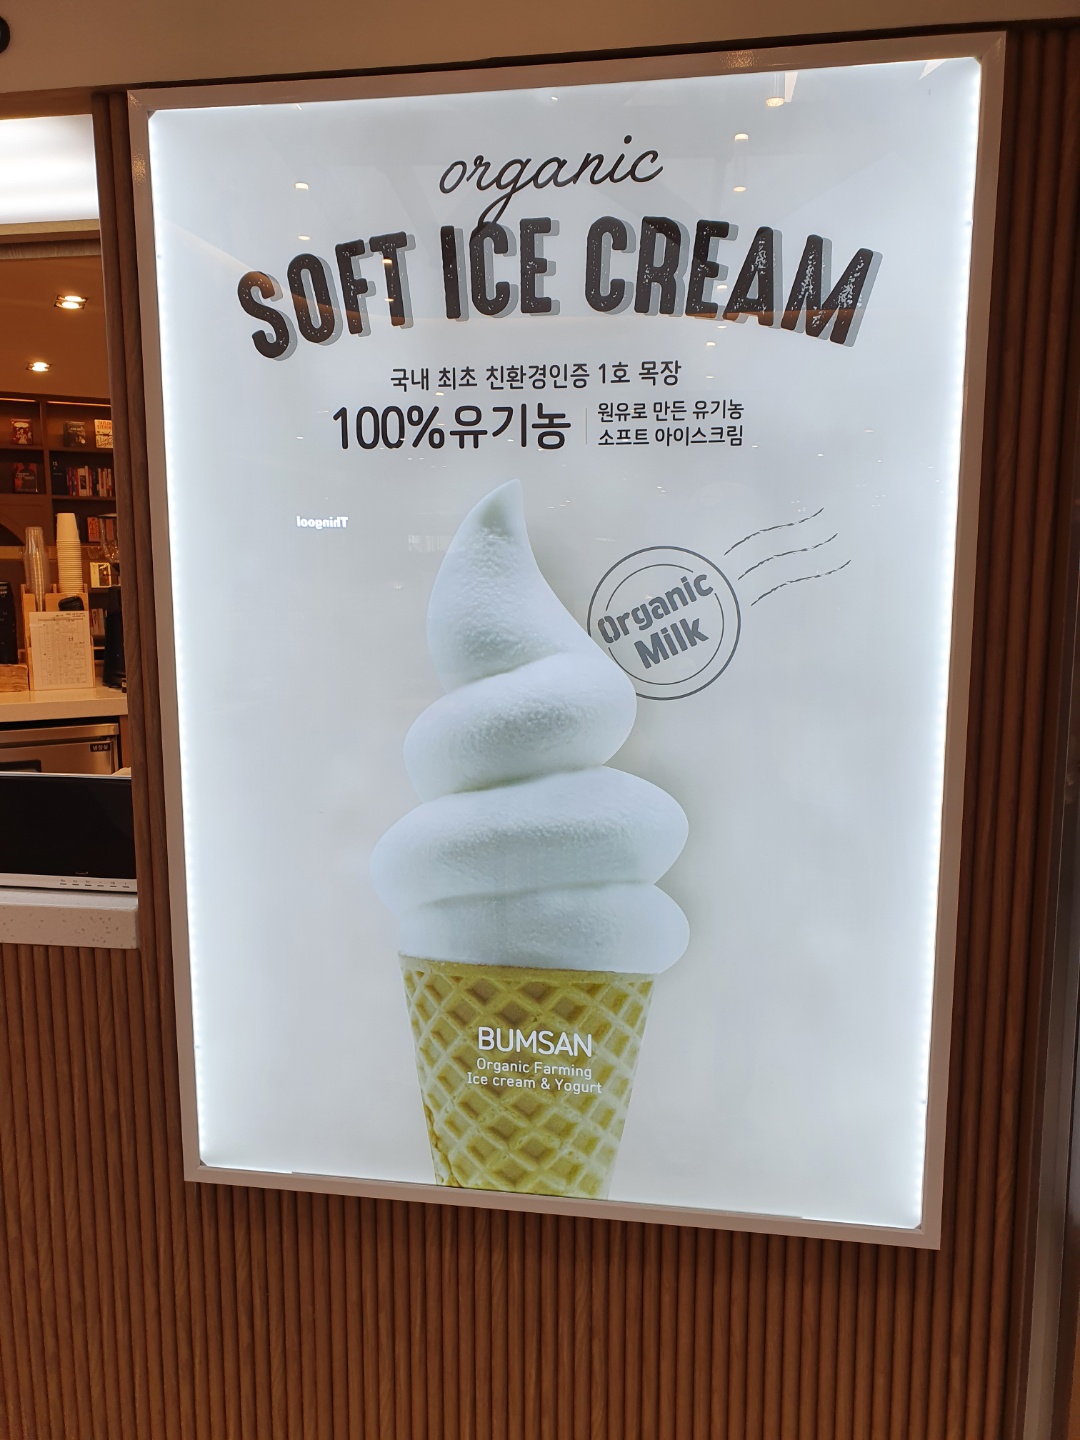 organic
SOFT ICE CREAM
국내 최초 친환경인증 1호 목장
100%유기농
원유로 만든 유기농
소프트 아이스크림
Thingool
Organic
Milk
BUMSAN
Organic Farming
Ice cream & Yogurt